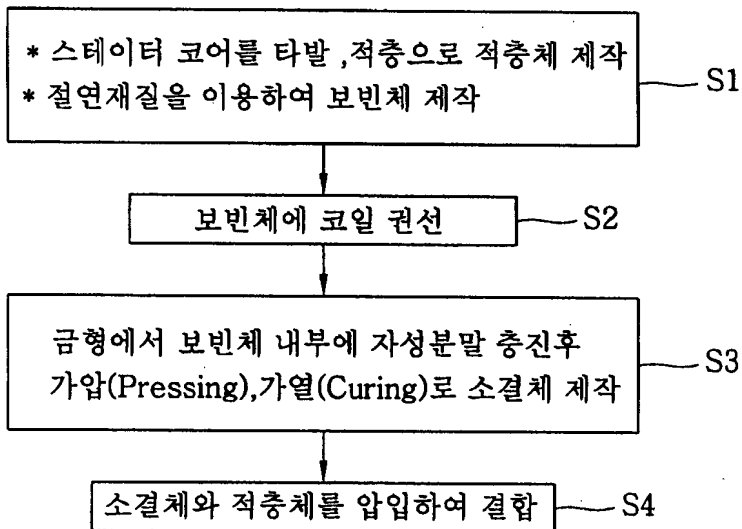 * 스테이터 코어를 타발 ,적층으로 적층체 제작
* 절연재질을 이용하여 보빈체 제작
S1
보빈체에 코일 권선
S2
금형에서 보빈체 내부에 자성분말 충진후
가압(Pressing),가열(Curing)로 소결체 제작
S3
소결체와 적층체를 압입하여 결합
S4